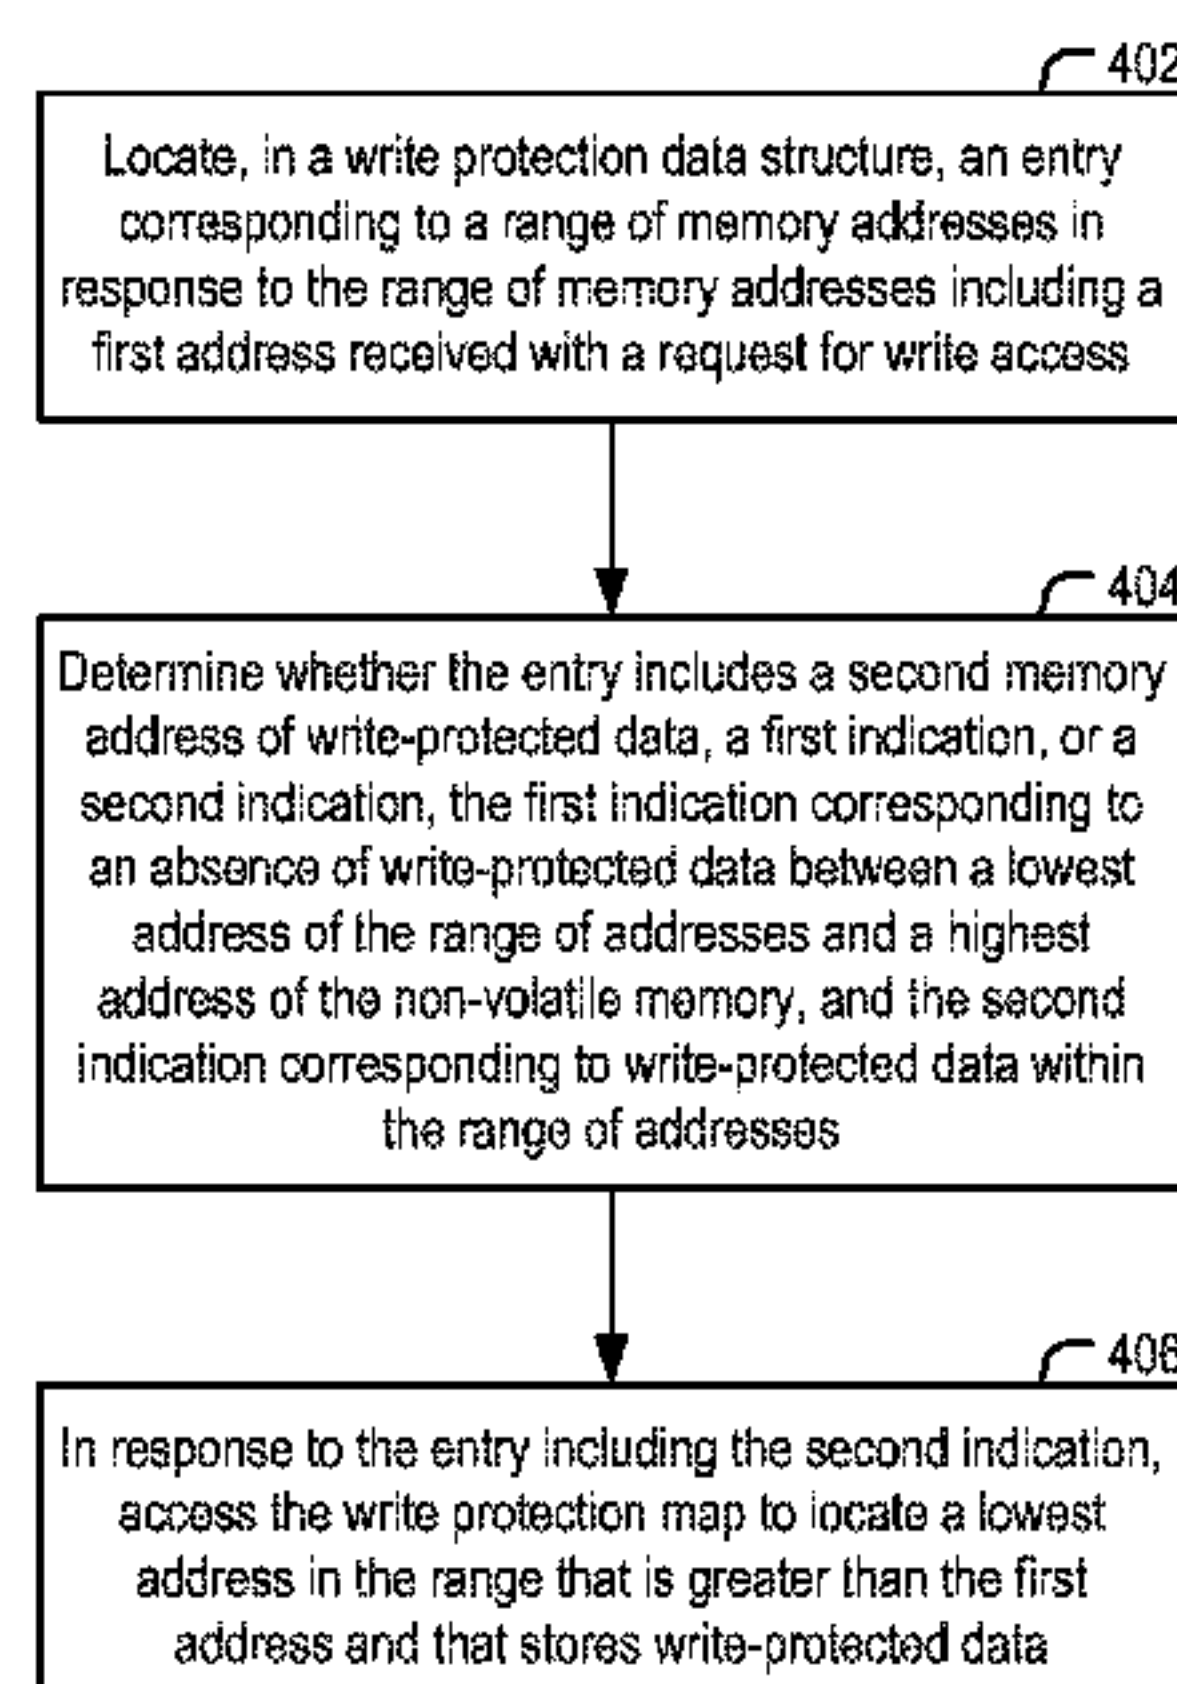 402
Locate, in a write protection data structure, an entry
corresponding to a range of memory addresses in
response to the range of memory addresses including a
first address received with a request for write access
404
Determine whether the entry includes a second memory
address of write-protected data, a first indication, or a
second indication, the first indication corresponding to
an absence of write-protected data between a lowest
address of the range of addresses and a highest
address of the non-volatile memory, and the second
indication corresponding to write-protected data within
the range of addresses
406
In response to the entry including the second indication,
access the write protection map to locate a lowest
address in the range that is greater than the first
address and that stores write-protected data